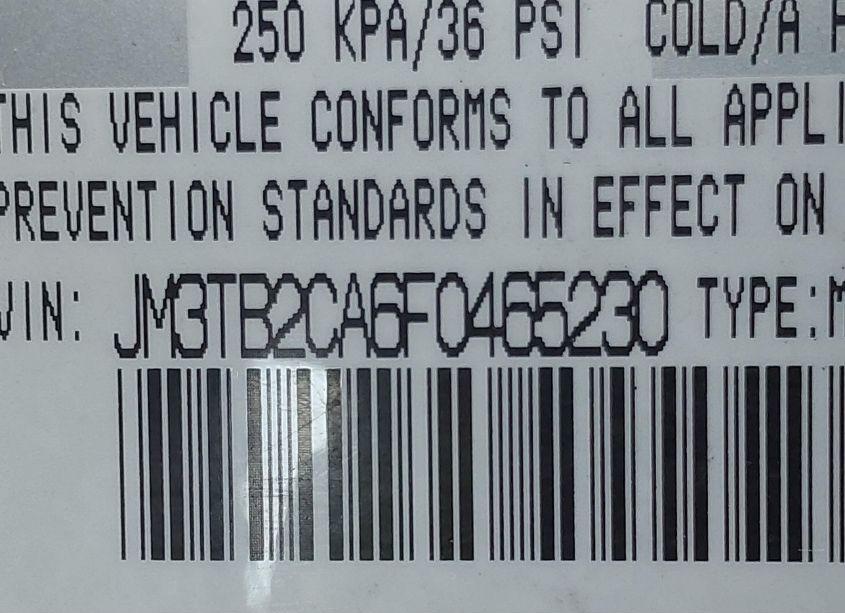 250 KPA/36 PSI COLD/A F
THIS VEHICLE CONFORMS TO ALL APPLI
PREVENTION STANDARDS IN EFFECT ON
VIN: JM3TB2CA6F0465230 TYPE:M